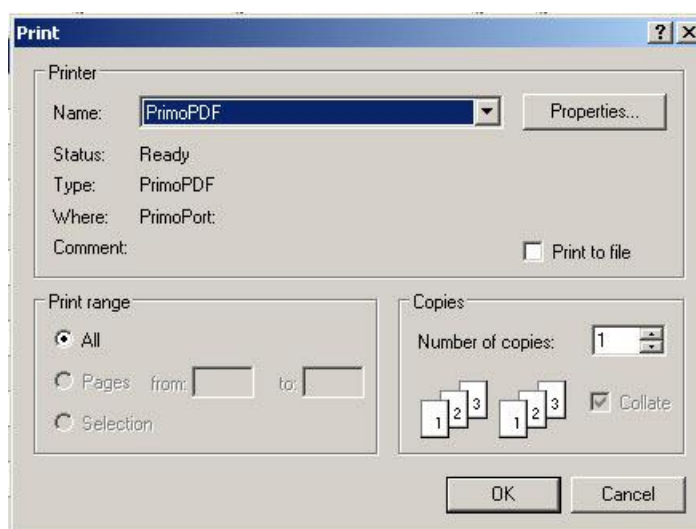 Print
Printer
Name: PrimoPDF Properties...
Status: Ready
Type: PrimoPDF
Where: PrimoPort:
Comment:
Print to file
Print range
All
Pages from: to:
Selection
Copies
Number of copies: 1
1 2 3 1 2 3 Collate
OK Cancel